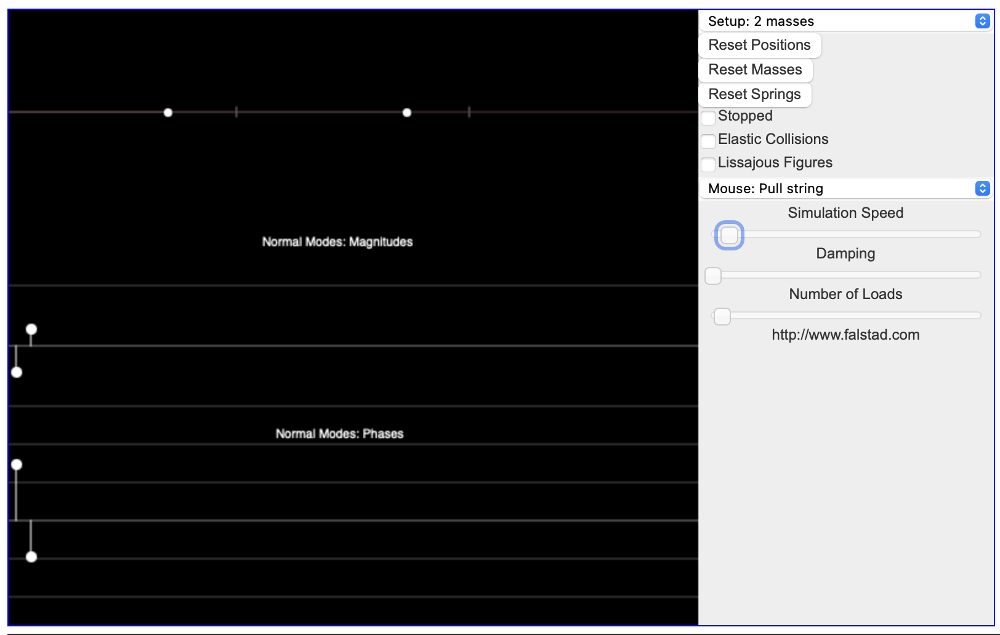 Setup: 2 masses
Reset Positions
Reset Masses
Reset Springs
Stopped
Elastic Collisions
Lissajous Figures
Mouse: Pull string
Simulation Speed
Damping
Number of Loads
http://www.falstad.com
Normal Modes: Magnitudes
Normal Modes: Phases